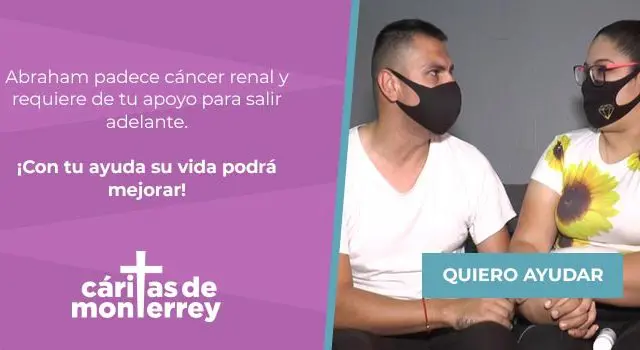 Abraham padece cáncer renal y
requiere de tu apoyo para salir
adelante.
¡Con tu ayuda su vida podrá
mejorar!
cáritas de
monterrey
QUIERO AYUDAR